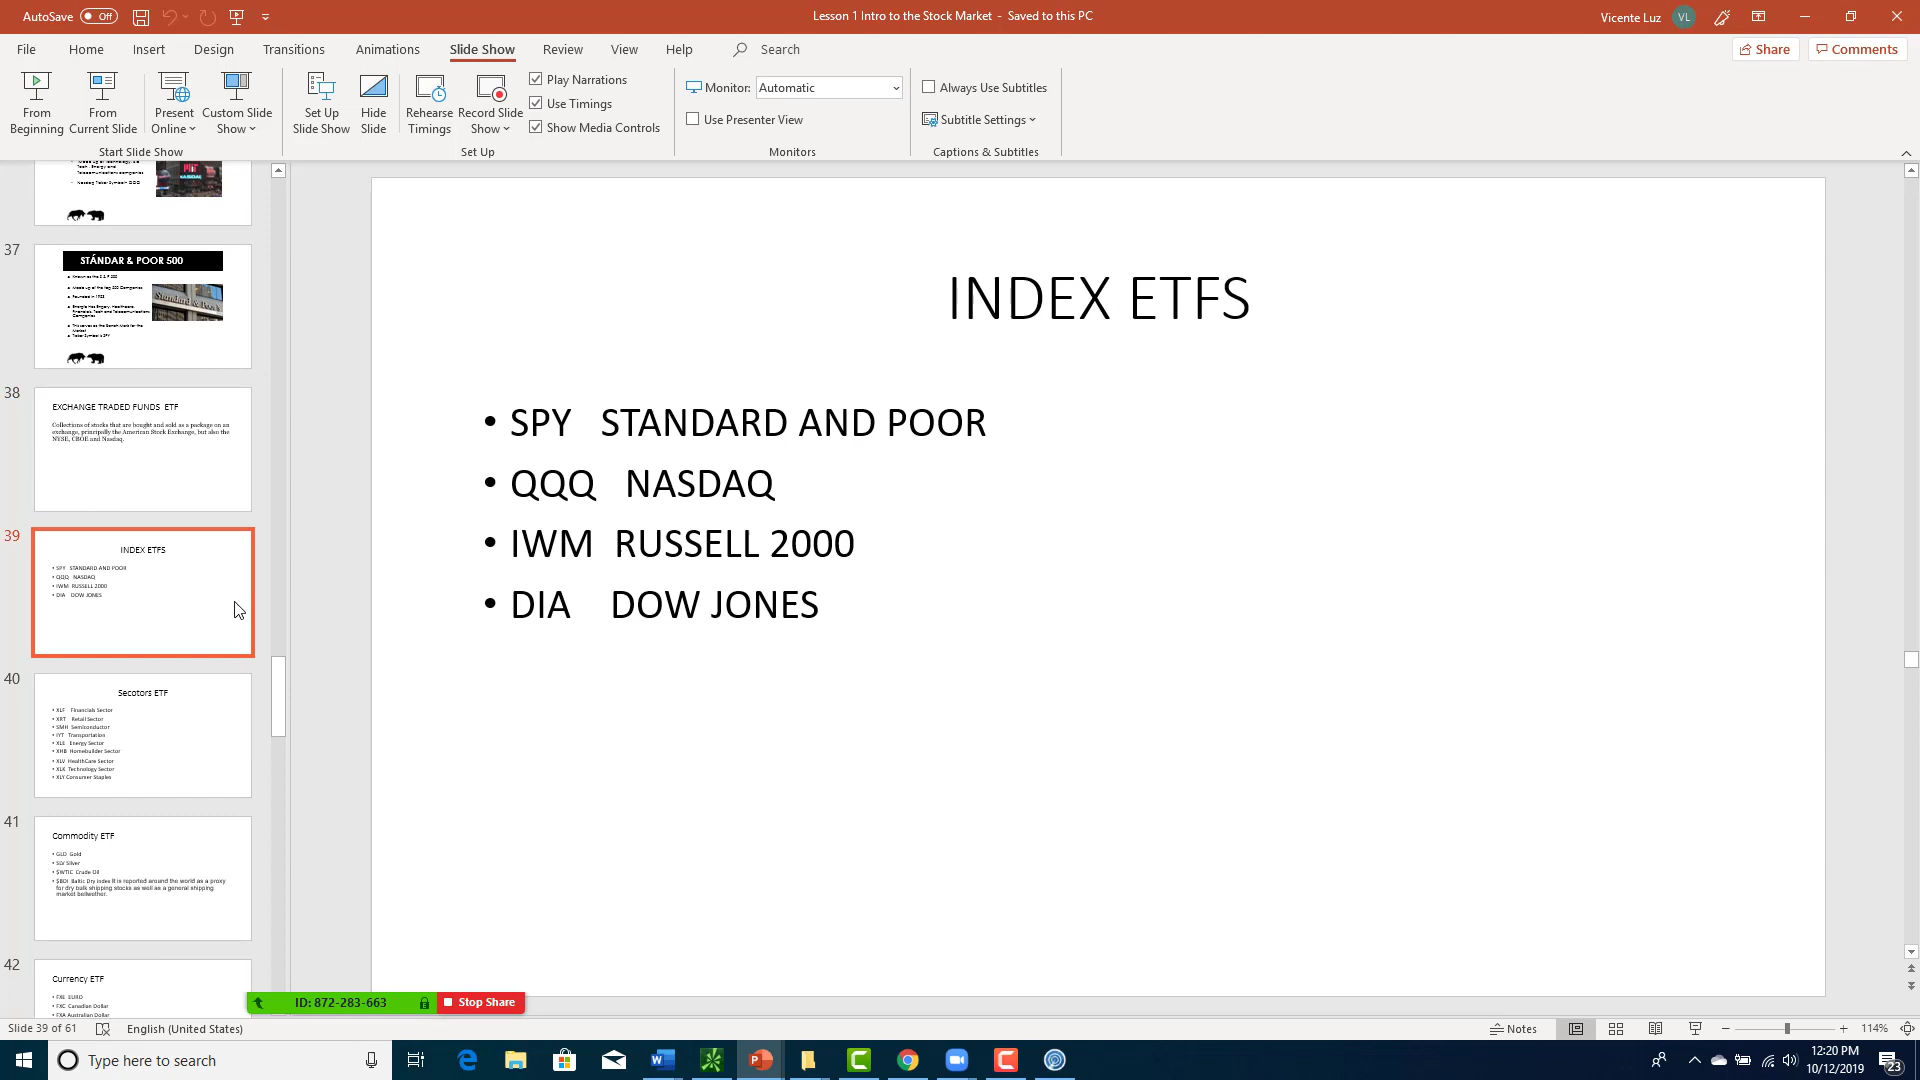 AutoSave Off
Lesson 1 Intro to the Stock Market - Saved to this PC
Vicente Luz VL
File Home Insert Design Transitions Animations Slide Show Review View Help Search
Share Comments
From Beginning
From Current Slide
Present Online
Custom Slide Show
Set Up Slide Show
Hide Slide
Rehearse Timings
Record Slide Show
Play Narrations
Use Timings
Show Media Controls
Monitor: Automatic
Use Presenter View
Always Use Subtitles
Subtitle Settings
Start Slide Show
Set Up
Monitors
Captions & Subtitles
Telecommunications companies
37
STÁNDAR & POOR 500
38
EXCHANGE TRADED FUNDS ETF
Collections of stocks that are bought and sold as a package on an
exchange, principally the American Stock Exchange, but also the
NYSE, CBOE and Nasdaq.
39
INDEX ETFS
• SPY STANDARD AND POOR
• QQQ NASDAQ
• IWM RUSSELL 2000
• DIA DOW JONES
40
Secotors ETF
• XLF Financials Sector
• XRT Retail Sector
• SMH Semiconductor
• IYT Transportation
• XLE Energy Sector
• XHB Homebuilder Sector
• XLV HealthCare Sector
• XLK Technology Sector
• XLY Consumer Staples
41
Commodity ETF
• GLD Gold
• SLV Silver
• $WTIC Crude Oil
• $BDI Baltic Dry Index It is reported around the world as a proxy
for dry bulk shipping stocks as well as a general shipping
market bellwether.
42
Currency ETF
• FXE EURO
• FXC Canadian Dollar
• FXA Australian Dollar
INDEX ETFS
• SPY STANDARD AND POOR
• QQQ NASDAQ
• IWM RUSSELL 2000
• DIA DOW JONES
ID: 872-283-663
Stop Share
Slide 39 of 61
English (United States)
Notes
114%
Type here to search
12:20 PM
10/12/2019
23